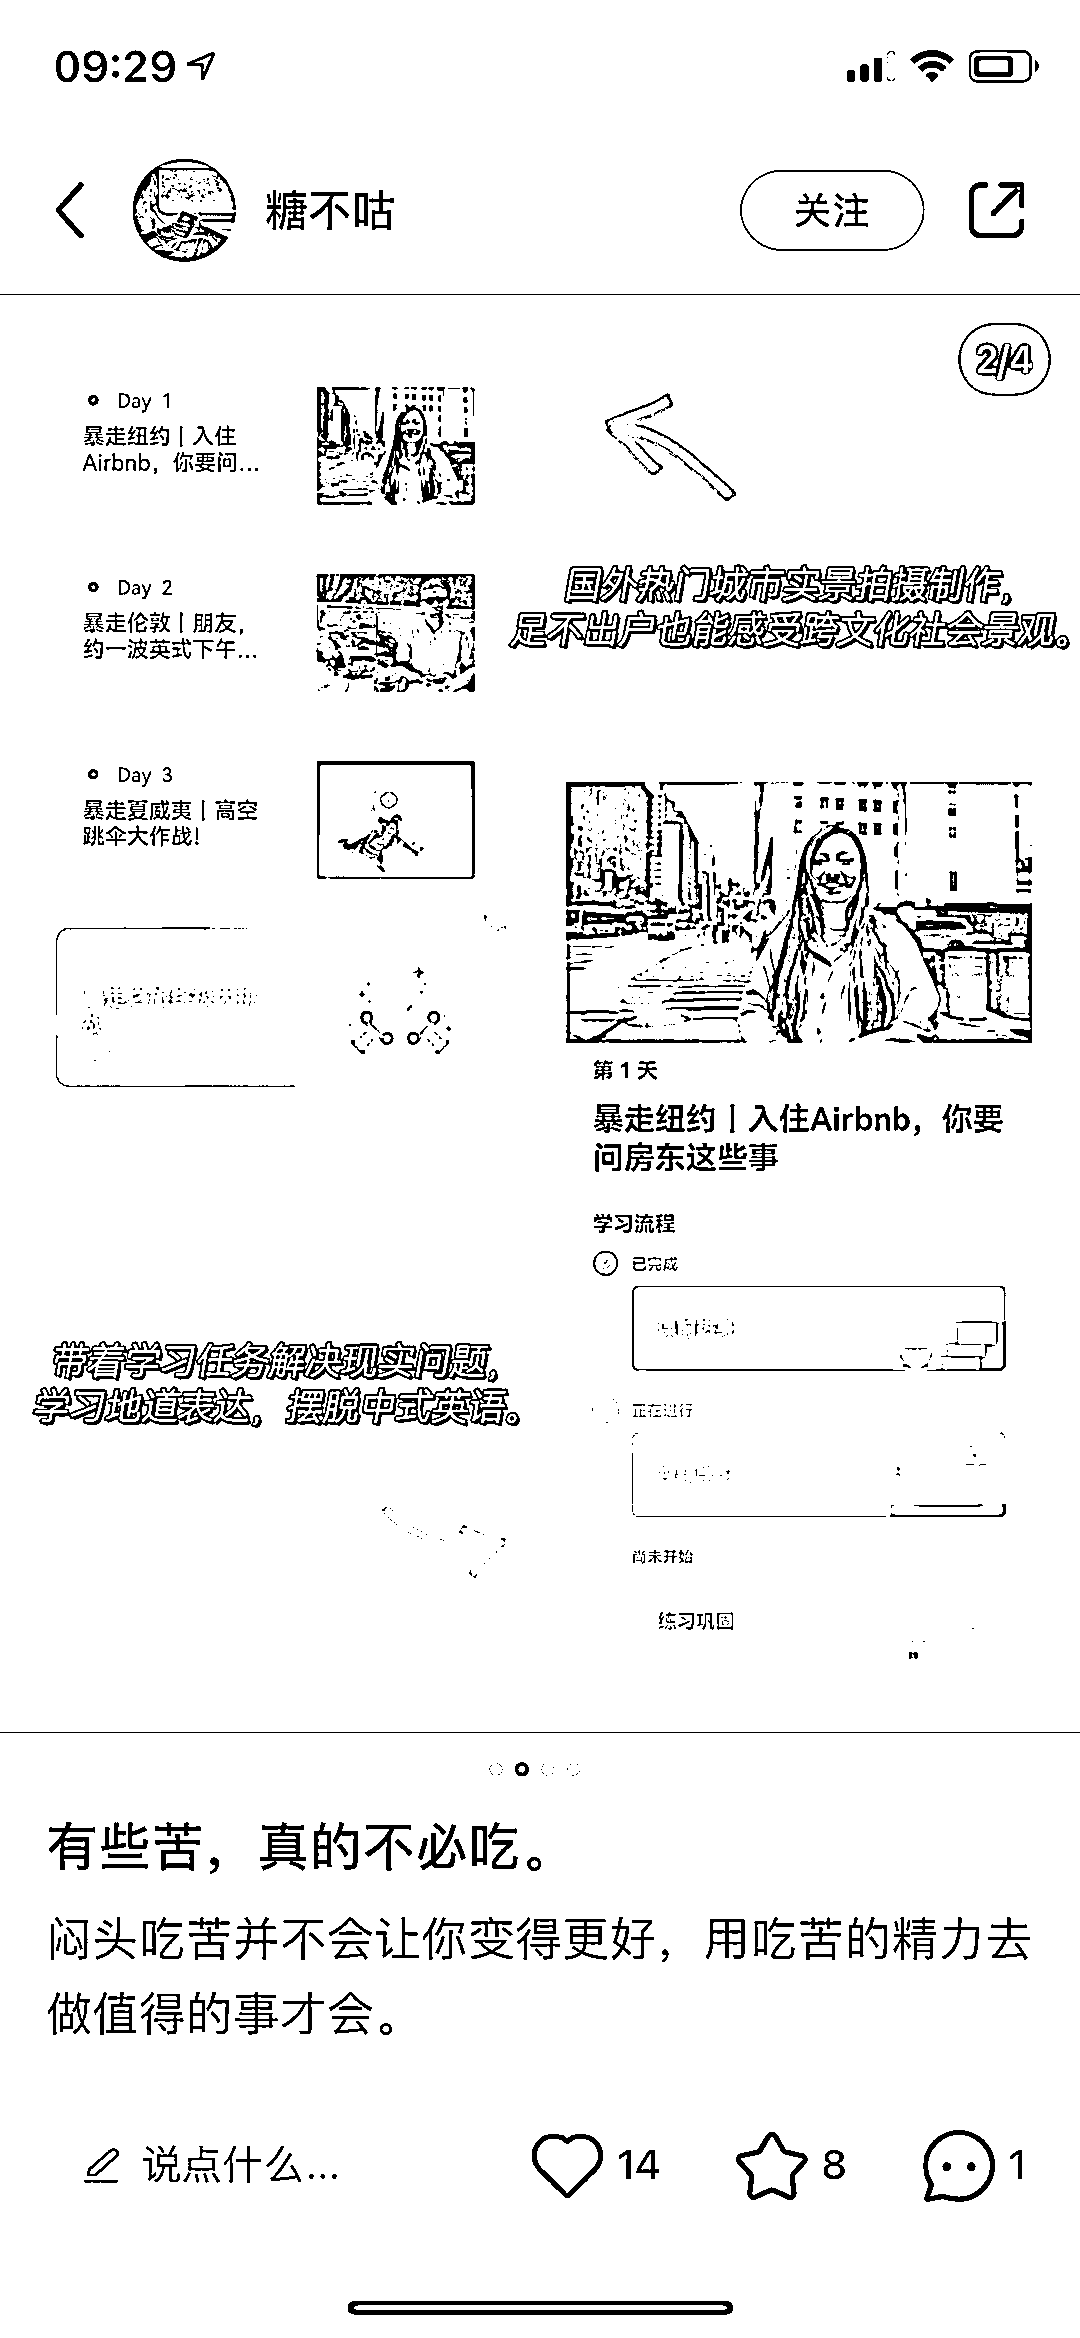 09:29
糖不咕
关注
2/4
Day 1
暴走纽约丨入住
Airbnb，你要问...
Day 2
暴走伦敦丨朋友，
约一波英式下午...
Day 3
暴走夏威夷丨高空
跳伞大作战!
国外热门城市实景拍摄制作，
足不出户也能感受跨文化社会景观。
第 1 天
暴走纽约丨入住Airbnb，你要
问房东这些事
学习流程
已完成
正在进行
尚未开始
练习巩固
带着学习任务解决现实问题，
学习地道表达，摆脱中式英语。
有些苦，真的不必吃。
闷头吃苦并不会让你变得更好，用吃苦的精力去
做值得的事才会。
说点什么...
14
8
1